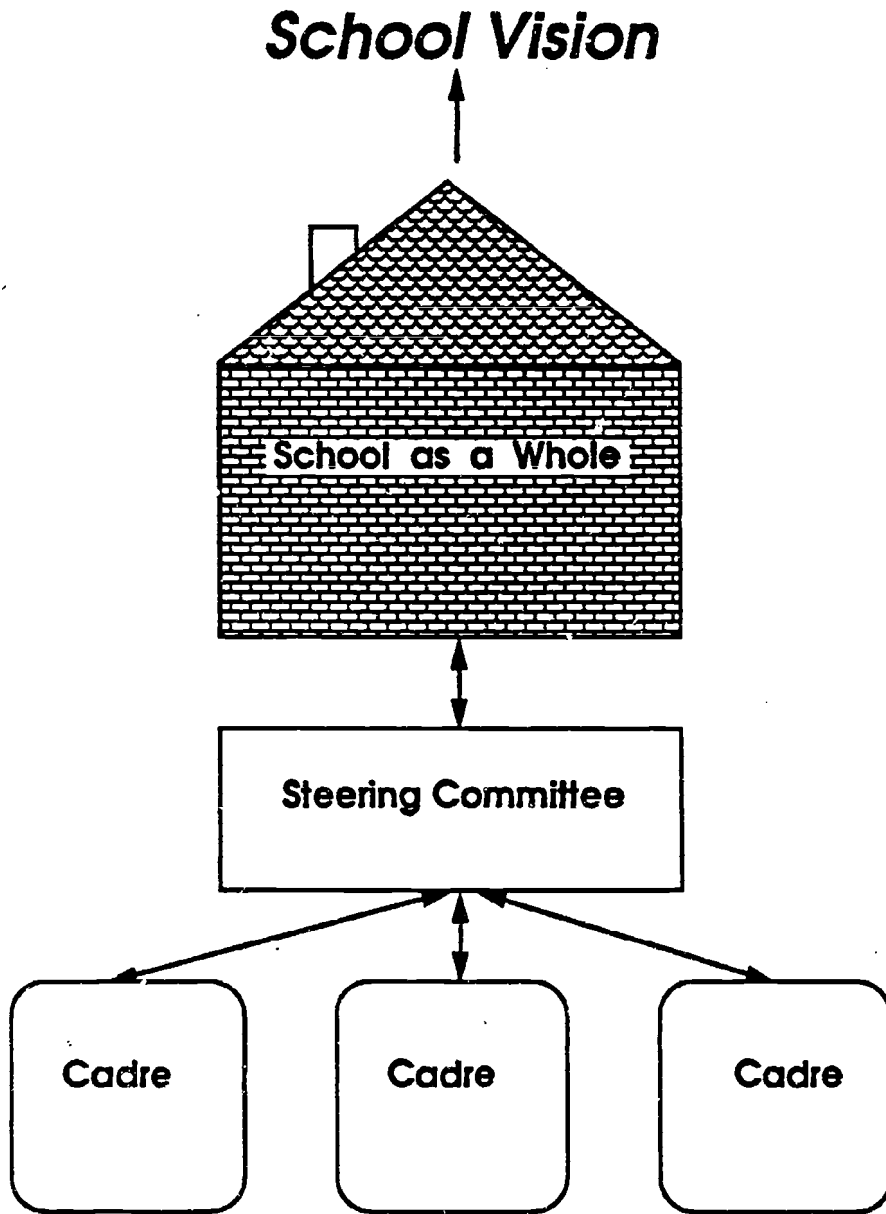 School Vision
School as a Whole
Steering Committee
Cadre
Cadre
Cadre